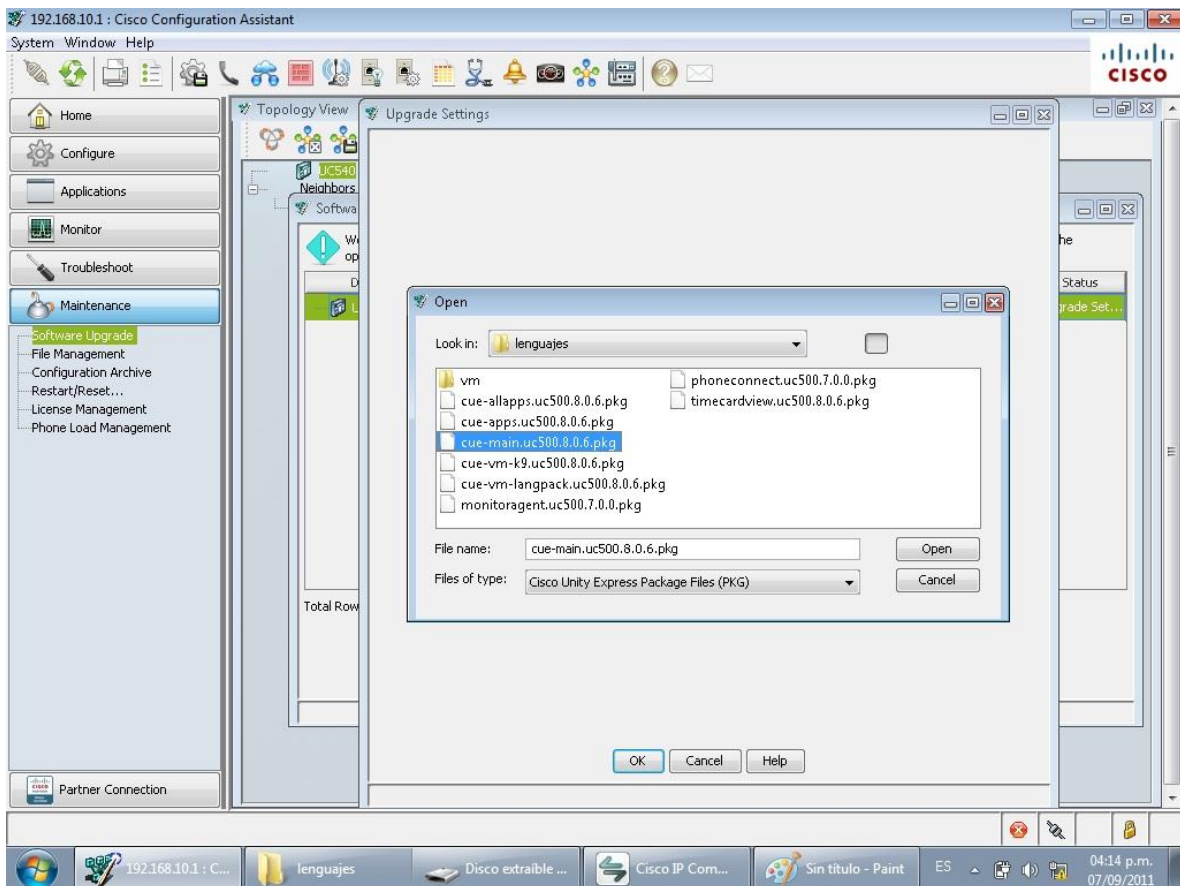 192.168.10.1 : Cisco Configuration Assistant
System Window Help
CISCO
Home
Configure
Applications
Monitor
Troubleshoot
Maintenance
Software Upgrade
File Management
Configuration Archive
Restart/Reset...
License Management
Phone Load Management
Partner Connection
Topology View
UC540
Neighbors
Softwa
We
op
he
D
Status
L
grade Set...
Total Row
Upgrade Settings
Open
Look in: lenguajes
vm
cue-allapps.uc500.8.0.6.pkg
cue-apps.uc500.8.0.6.pkg
cue-main.uc500.8.0.6.pkg
cue-vm-k9.uc500.8.0.6.pkg
cue-vm-langpack.uc500.8.0.6.pkg
monitoragent.uc500.7.0.0.pkg
phoneconnect.uc500.7.0.0.pkg
timecardview.uc500.8.0.6.pkg
File name: cue-main.uc500.8.0.6.pkg Open
Files of type: Cisco Unity Express Package Files (PKG) Cancel
OK Cancel Help
192.168.10.1 : C... lenguajes Disco extraíble ... Cisco IP Com... Sin título - Paint ES 04:14 p.m.
07/09/2011